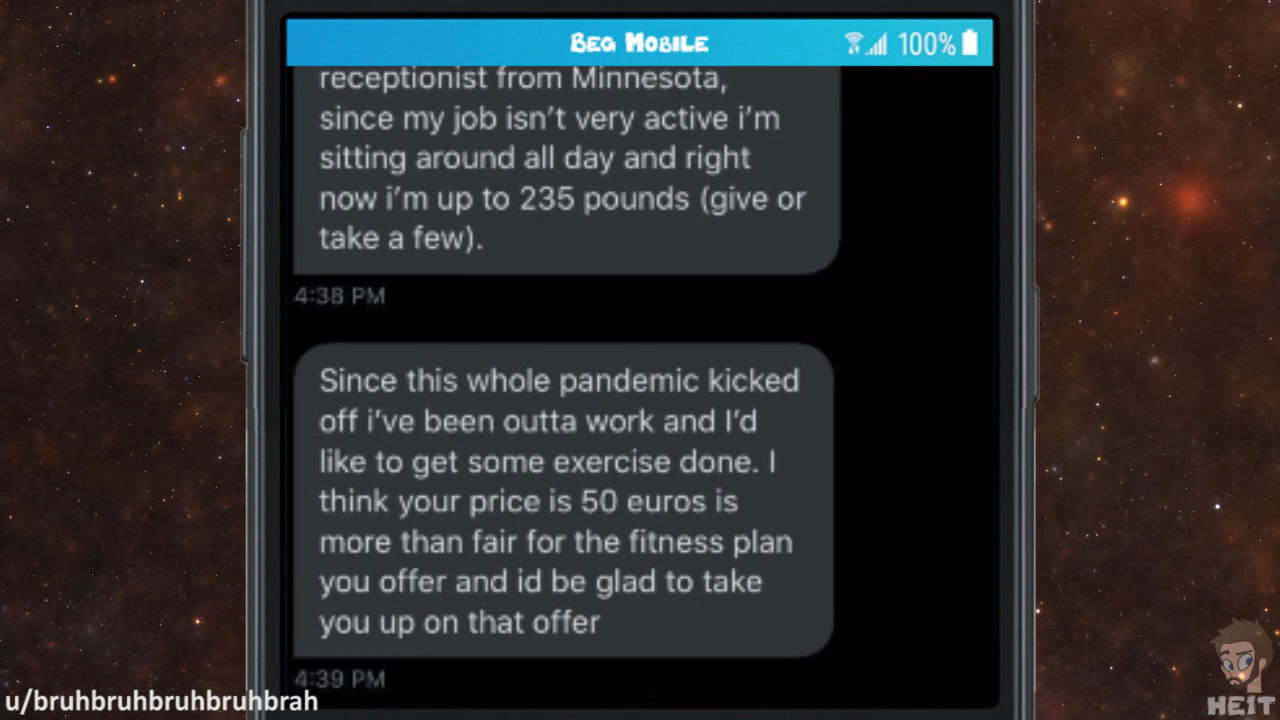 Beg Mobile
100%
receptionist from Minnesota,
since my job isn't very active i'm
sitting around all day and right
now i'm up to 235 pounds (give or
take a few).
4:38 PM
Since this whole pandemic kicked
off i've been outta work and I'd
like to get some exercise done. I
think your price is 50 euros is
more than fair for the fitness plan
you offer and id be glad to take
you up on that offer
4:39 PM
u/bruhbruhbruhbruhbrah
HEIT